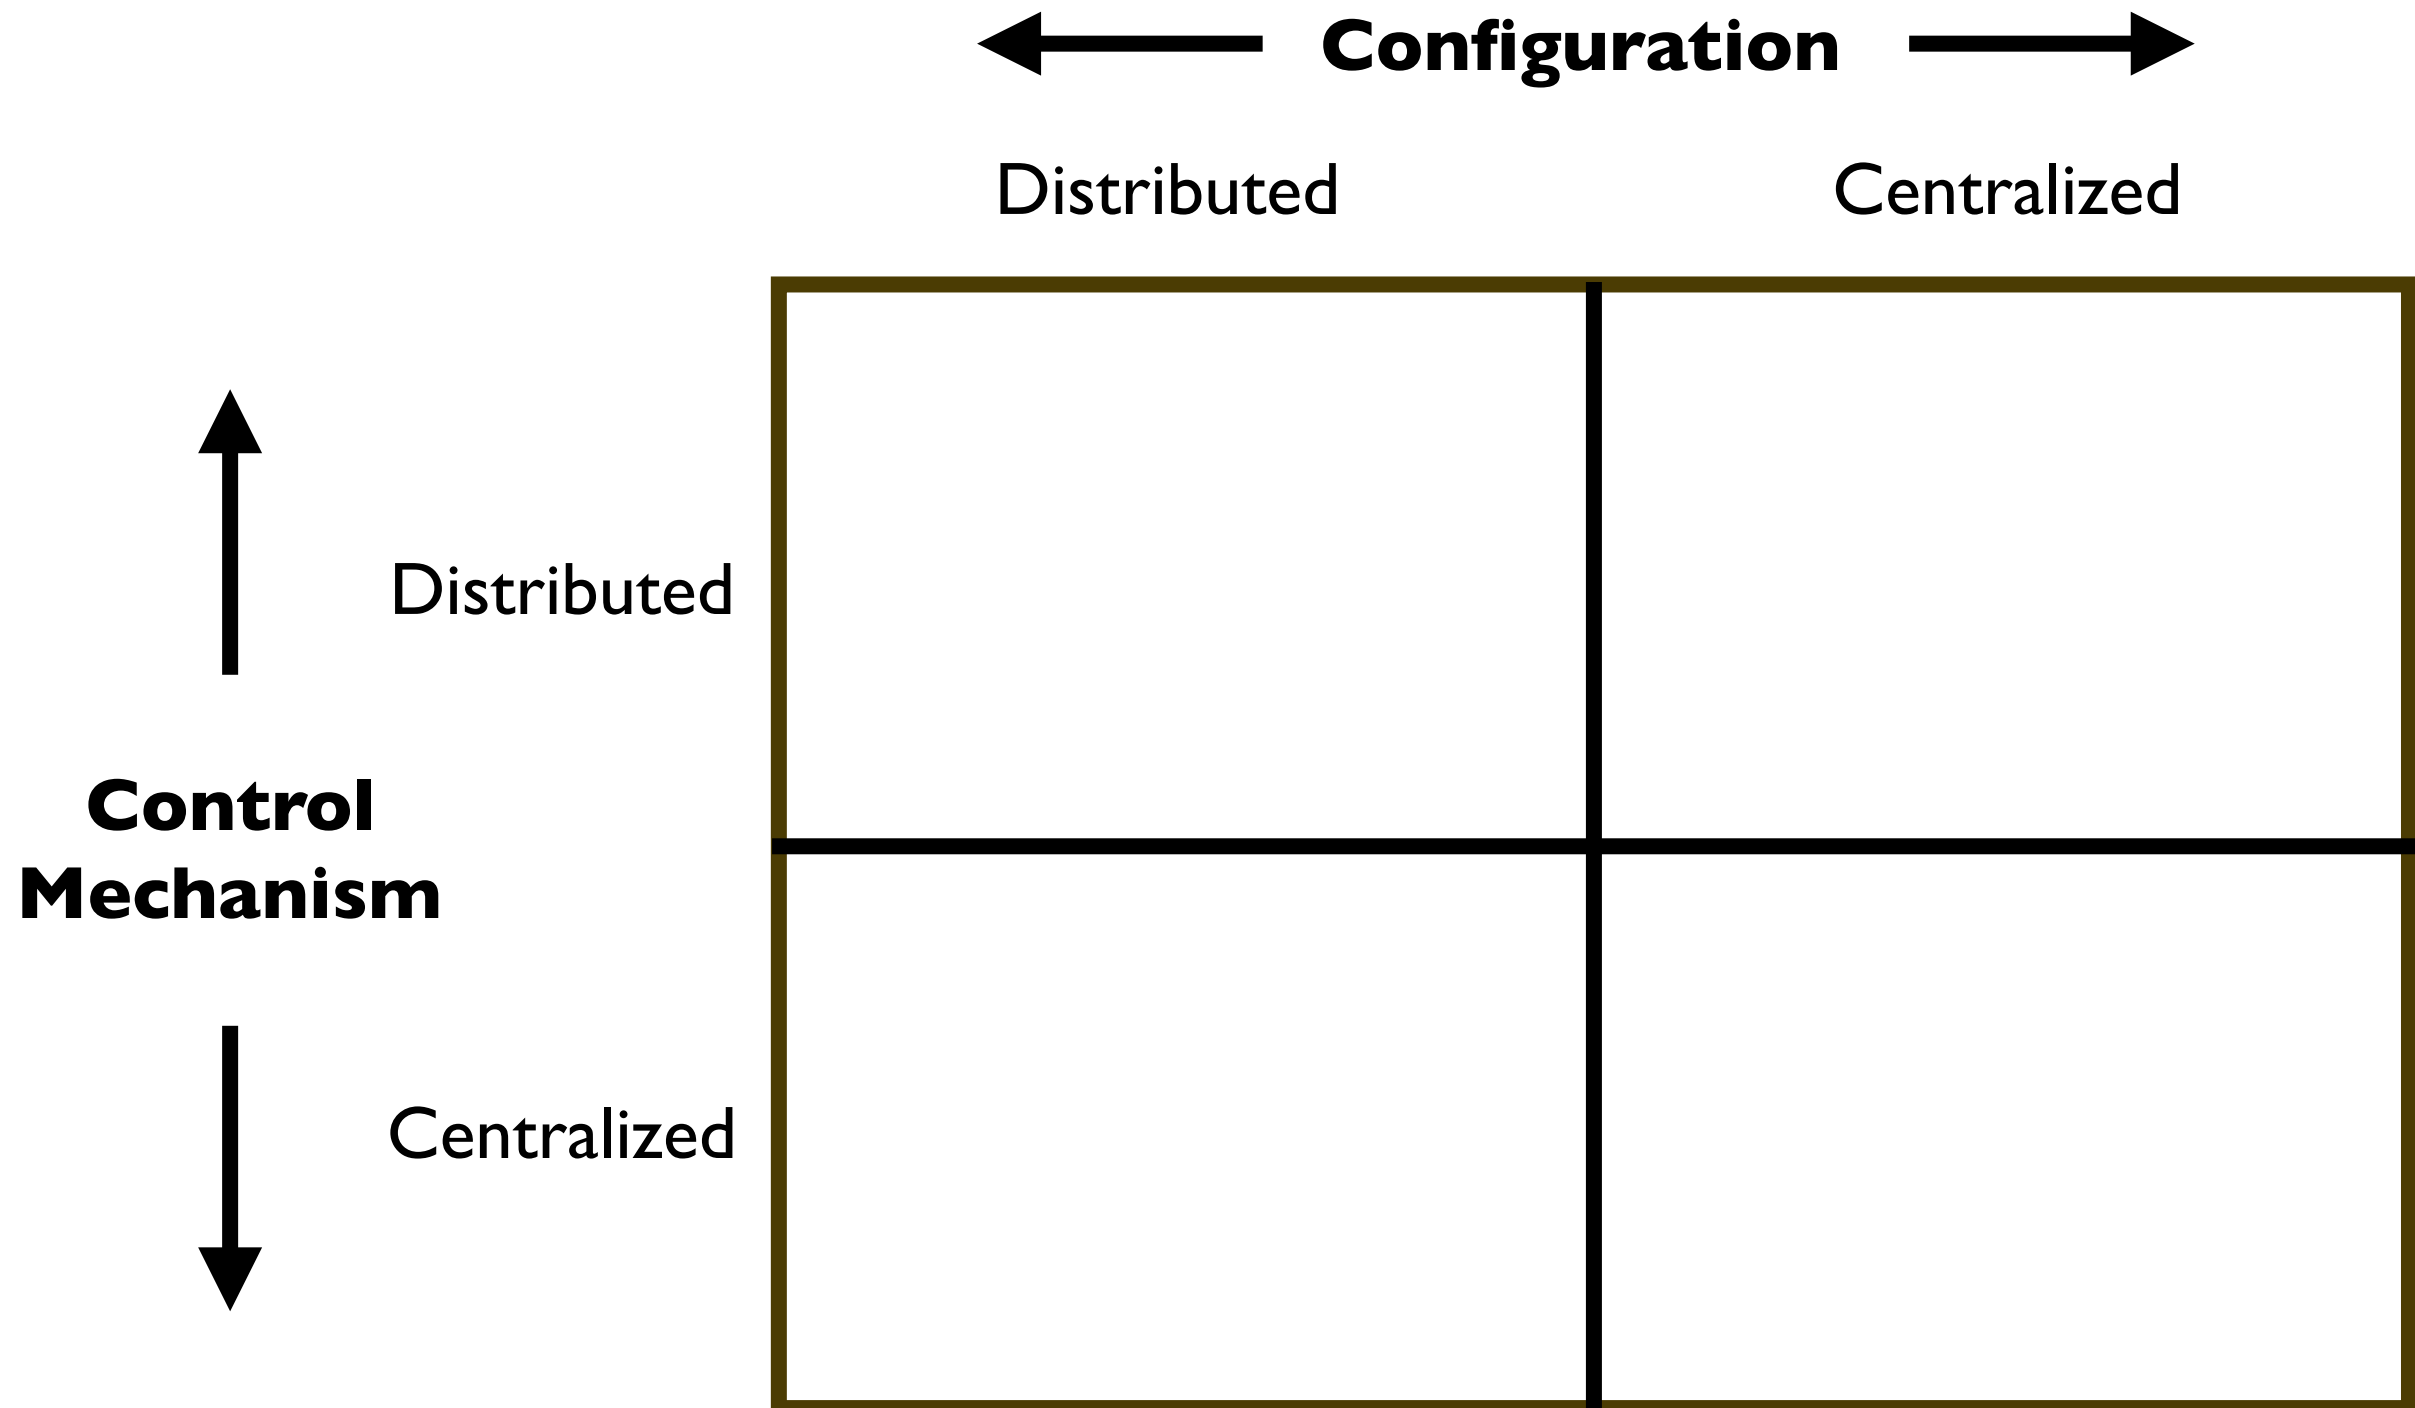 Configuration
Distributed
Centralized
Distributed
Control
Mechanism
Centralized